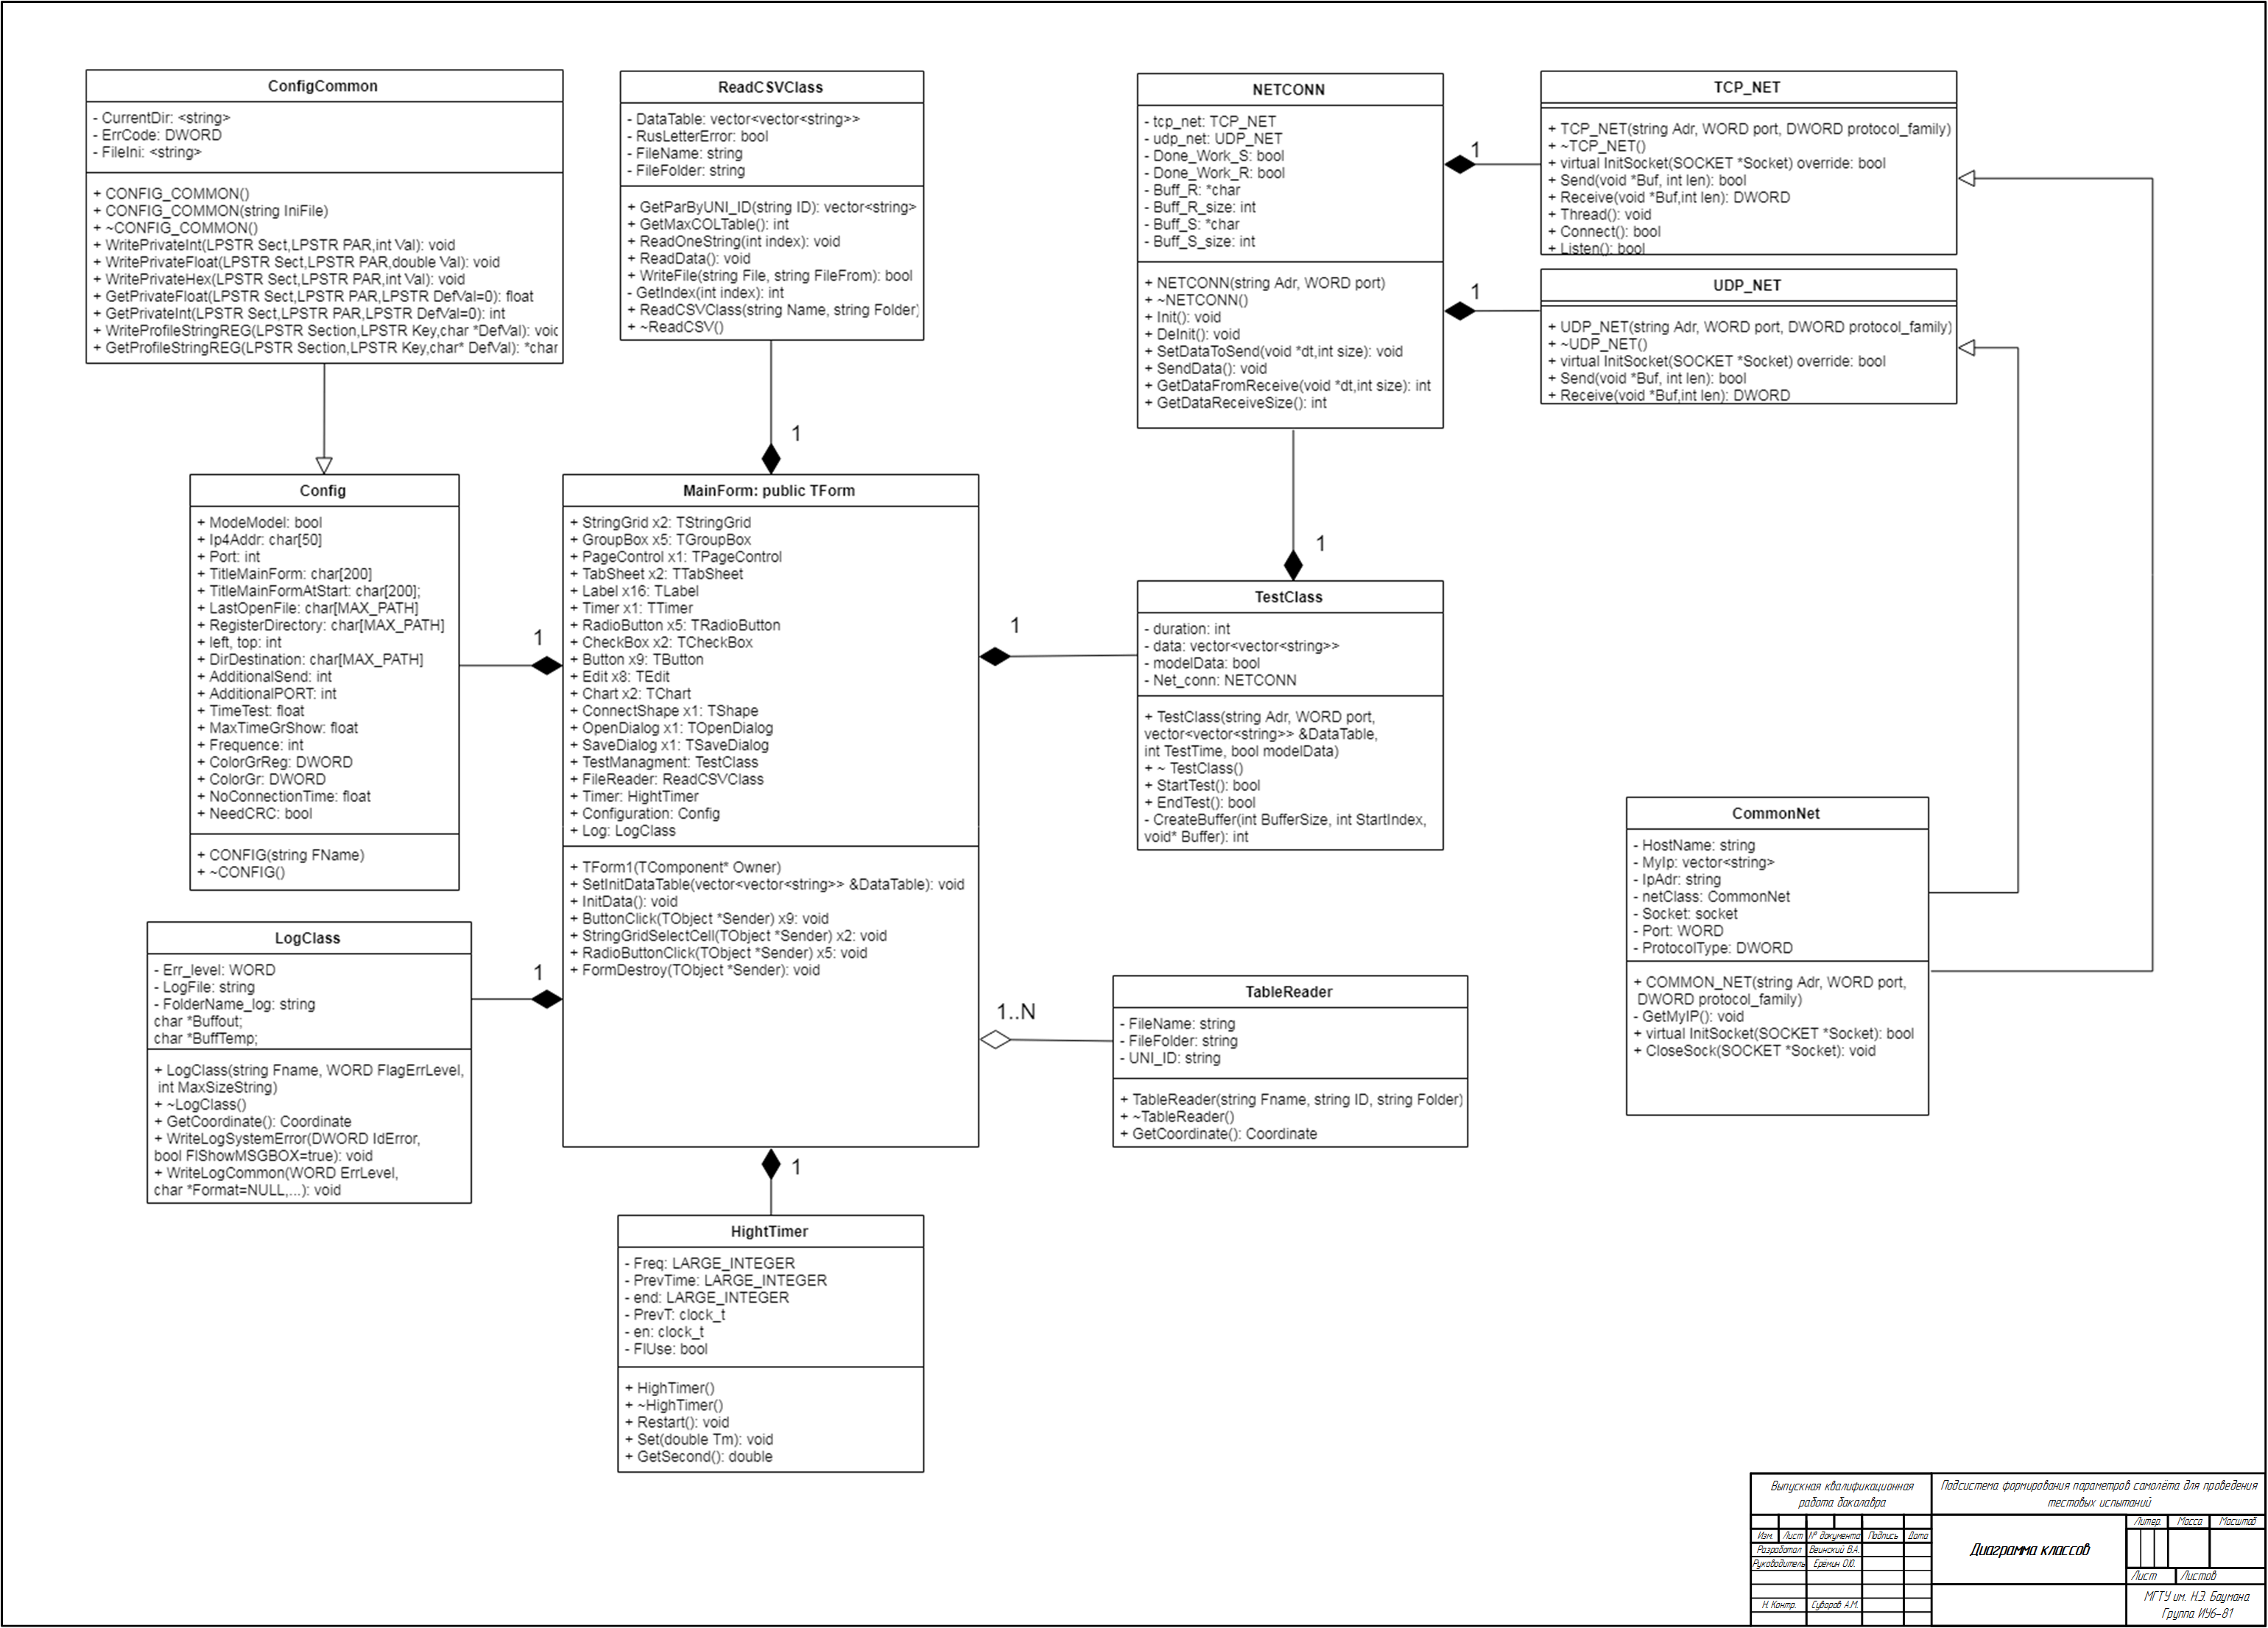 ConfigCommon
- CurrentDir: <string>
- ErrCode: DWORD
- FileIni: <string>
+ CONFIG_COMMON()
+ CONFIG_COMMON(string IniFile)
+ ~CONFIG_COMMON()
+ WritePrivateInt(LPSTR Sect,LPSTR PAR,int Val): void
+ WritePrivateFloat(LPSTR Sect,LPSTR PAR,double Val): void
+ WritePrivateHex(LPSTR Sect,LPSTR PAR,int Val): void
+ GetPrivateFloat(LPSTR Sect,LPSTR PAR,LPSTR DefVal=0): float
+ GetPrivateInt(LPSTR Sect,LPSTR PAR,LPSTR DefVal=0): int
+ WriteProfileStringREG(LPSTR Section,LPSTR Key,char *DefVal): voic
+ GetProfileStringREG(LPSTR Section,LPSTR Key,char* DefVal): *char
ReadCSVClass
- DataTable: vector<vector<string>>
- RusLetterError: bool
- FileName: string
- FileFolder: string
+ GetParByUNI_ID(string ID): vector<string>
+ GetMaxCOLTable(): int
+ ReadOneString(int index): void
+ ReadData(): void
+ WriteFile(string File, string FileFrom): bool
- GetIndex(int index): int
+ ReadCSVClass(string Name, string Folder)
+ ~ReadCSV()
1
NETCONN
- tcp_net: TCP_NET
- udp_net: UDP_NET
- Done_Work_S: bool
- Done_Work_R: bool
- Buff_R: *char
- Buff_R_size: int
- Buff_S: *char
- Buff_S_size: int
+ NETCONN(string Adr, WORD port)
+ ~NETCONN()
+ Init(): void
+ DeInit(): void
+ SetDataToSend(void *dt,int size): void
+ SendData(): void
+ GetDataFromReceive(void *dt,int size): int
+ GetDataReceiveSize(): int
1
1
TCP_NET
+ TCP_NET(string Adr, WORD port, DWORD protocol_family)
+ ~TCP_NET()
+ virtual InitSocket(SOCKET *Socket) override: bool
+ Send(void *Buf, int len): bool
+ Receive(void *Buf,int len): DWORD
+ Thread(): void
+ Connect(): bool
+ Listen(): bool
UDP_NET
+ UDP_NET(string Adr, WORD port, DWORD protocol_family)
+ ~UDP_NET()
+ virtual InitSocket(SOCKET *Socket) override: bool
+ Send(void *Buf, int len): bool
+ Receive(void *Buf,int len): DWORD
Config
+ ModeModel: bool
+ Ip4Addr: char[50]
+ Port: int
+ TitleMainForm: char[200]
+ TitleMainFormAtStart: char[200];
+ LastOpenFile: char[MAX_PATH]
+ RegisterDirectory: char[MAX_PATH]
+ left, top: int
+ DirDestination: char[MAX_PATH]
+ AdditionalSend: int
+ AdditionalPORT: int
+ TimeTest: float
+ MaxTimeGrShow: float
+ Frequence: int
+ ColorGrReg: DWORD
+ ColorGr: DWORD
+ NoConnectionTime: float
+ NeedCRC: bool
+ CONFIG(string FName)
+ ~CONFIG()
1
MainForm: public TForm
+ StringGrid x2: TStringGrid
+ GroupBox x5: TGroupBox
+ PageControl x1: TPageControl
+ TabSheet x2: TTabSheet
+ Label x16: TLabel
+ Timer x1: TTimer
+ RadioButton x5: TRadioButton
+ CheckBox x2: TCheckBox
+ Button x9: TButton
+ Edit x8: TEdit
+ Chart x2: TChart
+ ConnectShape x1: TShape
+ OpenDialog x1: TOpenDialog
+ SaveDialog x1: TSaveDialog
+ TestManagment: TestClass
+ FileReader: ReadCSVClass
+ Timer: HightTimer
+ Configuration: Config
+ Log: LogClass
+ TForm1(TComponent* Owner)
+ SetInitDataTable(vector<vector<string>> &DataTable): void
+ InitData(): void
+ ButtonClick(TObject *Sender) x9: void
+ StringGridSelectCell(TObject *Sender) x2: void
+ RadioButtonClick(TObject *Sender) x5: void
+ FormDestroy(TObject *Sender): void
1
1
TestClass
- duration: int
- data: vector<vector<string>>
- modelData: bool
- Net_conn: NETCONN
+ TestClass(string Adr, WORD port,
vector<vector<string>> &DataTable,
int TestTime, bool modelData)
+ ~ TestClass()
+ StartTest(): bool
+ EndTest(): bool
- CreateBuffer(int BufferSize, int StartIndex,
void* Buffer): int
CommonNet
- HostName: string
- MyIp: vector<string>
- IpAdr: string
- netClass: CommonNet
- Socket: socket
- Port: WORD
- ProtocolType: DWORD
+ COMMON_NET(string Adr, WORD port,
DWORD protocol_family)
- GetMyIP(): void
+ virtual InitSocket(SOCKET *Socket): bool
+ CloseSock(SOCKET *Socket): void
LogClass
- Err_level: WORD
- LogFile: string
- FolderName_log: string
char *Buffout;
char *BuffTemp;
+ LogClass(string Fname, WORD FlagErrLevel,
int MaxSizeString)
+ ~LogClass()
+ GetCoordinate(): Coordinate
+ WriteLogSystemError(DWORD IdError,
bool FlShowMSGBOX=true): void
+ WriteLogCommon(WORD ErrLevel,
char *Format=NULL,...): void
1
1..N
TableReader
- FileName: string
- FileFolder: string
- UNI_ID: string
+ TableReader(string Fname, string ID, string Folder)
+ ~TableReader()
+ GetCoordinate(): Coordinate
1
HightTimer
- Freq: LARGE_INTEGER
- PrevTime: LARGE_INTEGER
- end: LARGE_INTEGER
- PrevT: clock_t
- en: clock_t
- FlUse: bool
+ HighTimer()
+ ~HighTimer()
+ Restart(): void
+ Set(double Tm): void
+ GetSecond(): double
Выпускная квалификационная
работа бакалавра
Подсистема формирования параметров самолёта для проведения
тестовых испытаний
Изм. Лист № документа Подпись Дата
Разработал Веинский В.А.
Руководитель Ерёмин О.Ю.
Н. Контр. Суворов А.М.
Диаграмма классов
Литер. Масса Масштаб
Лист Листов
МГТУ им. Н.Э. Баумана
Группа ИУ6-81